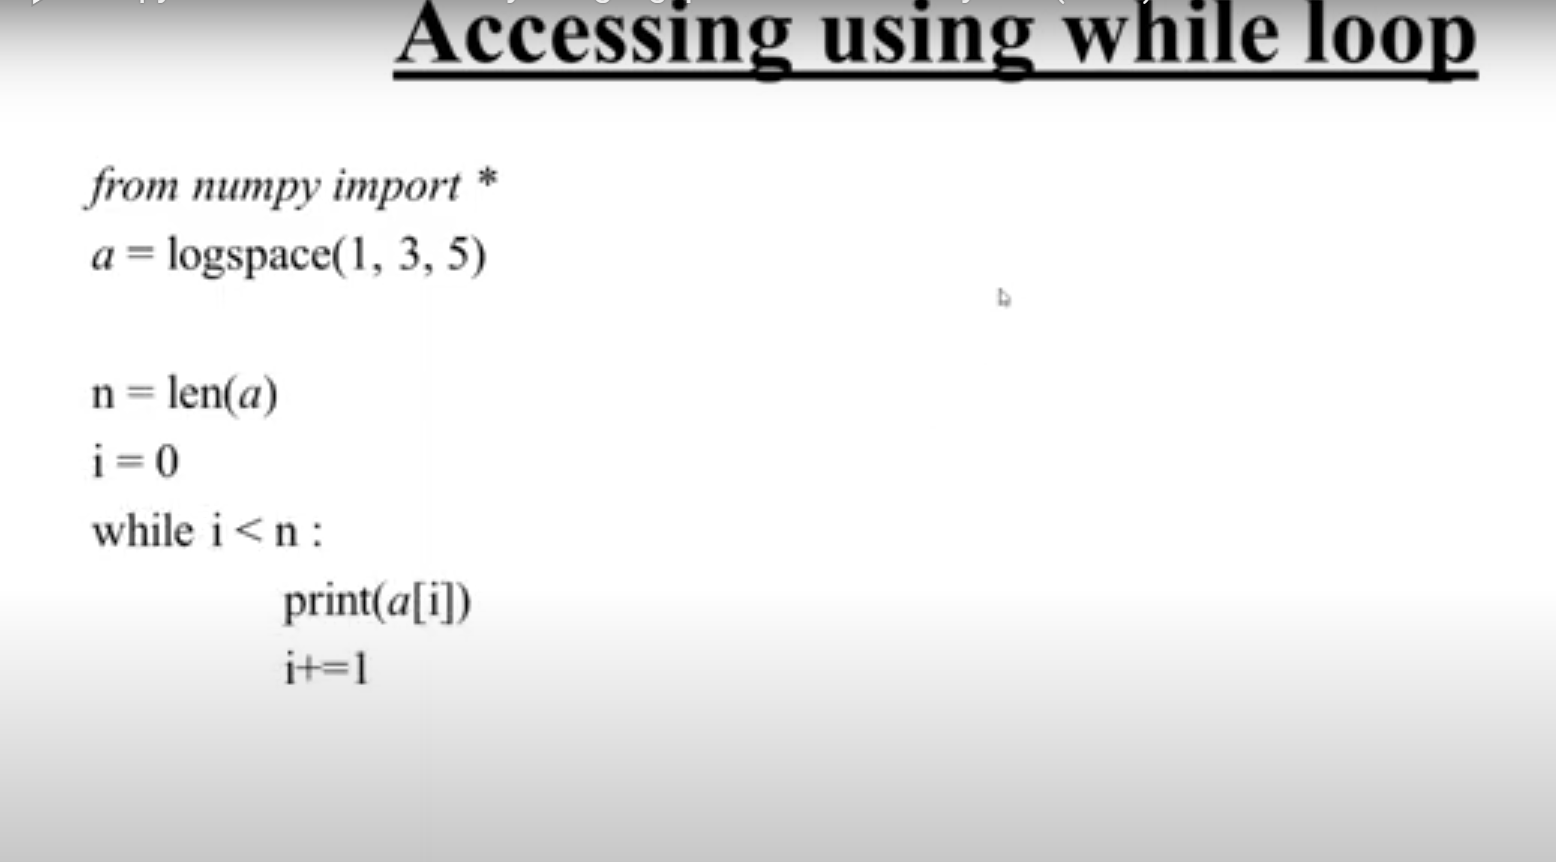 Accessing using while loop
from numpy import *
a = logspace(1, 3, 5)
n = len(a)
i = 0
while i < n :
print(a[i])
i+=1